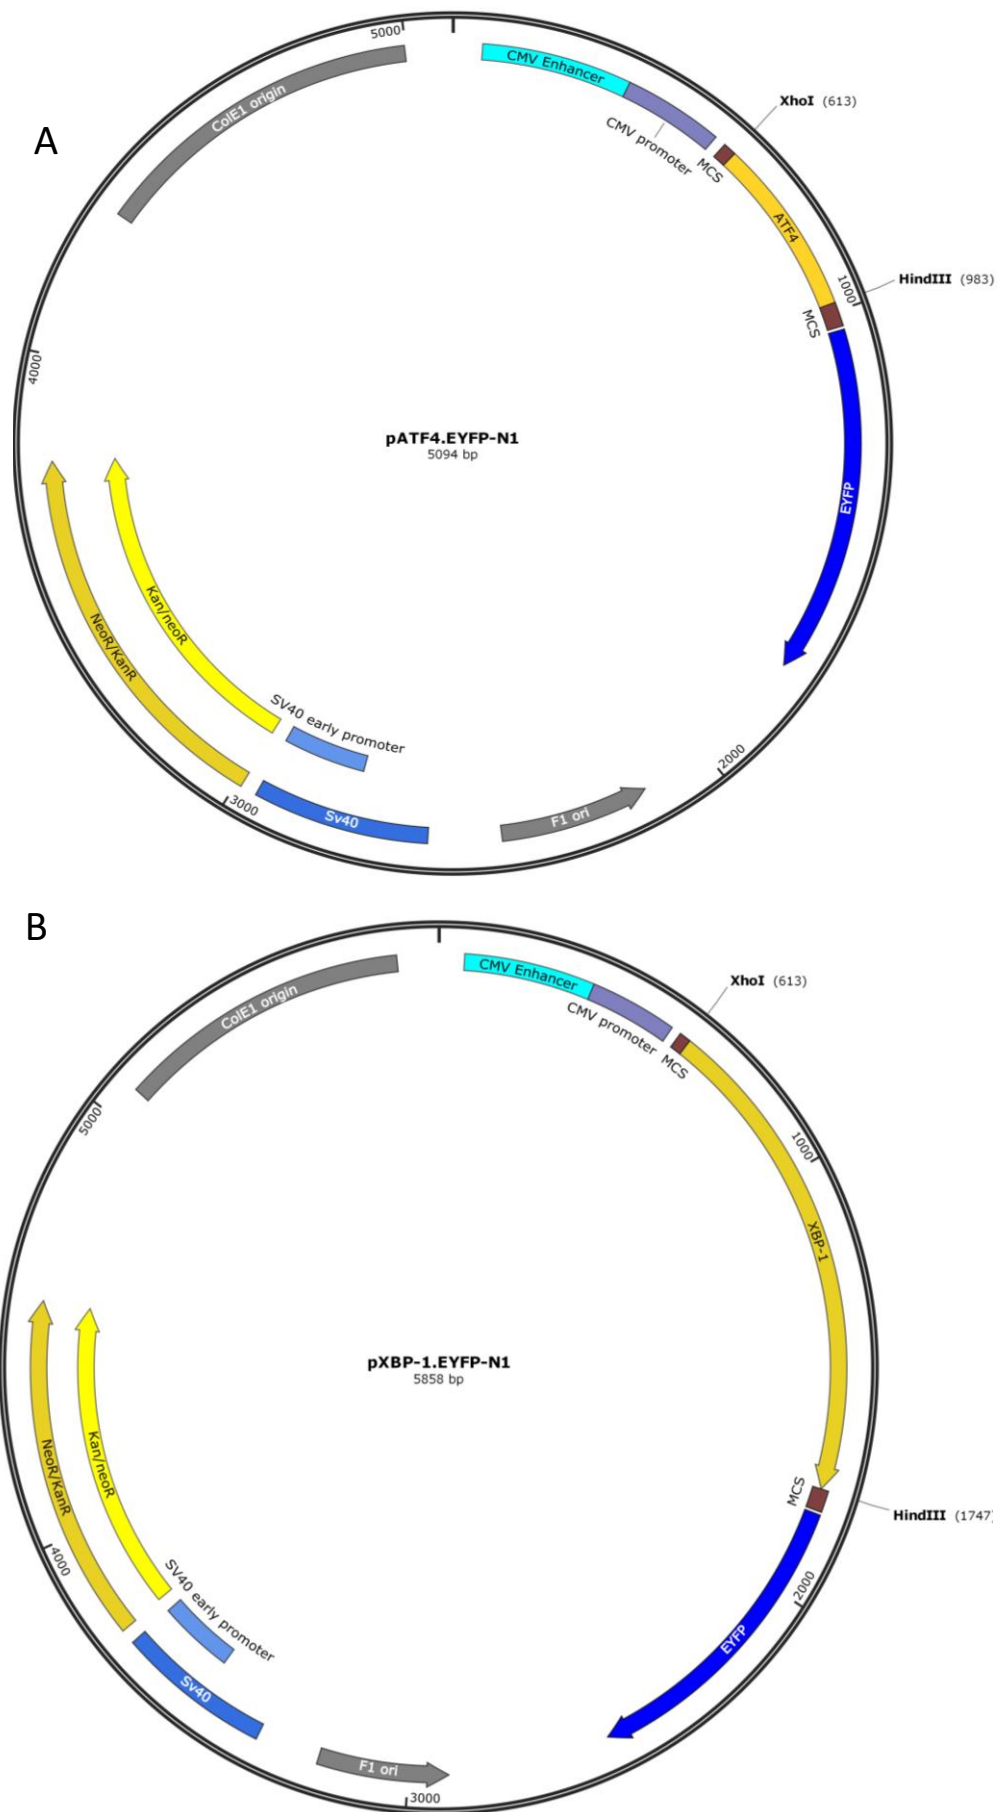 A
5000
CMV Enhancer
XhoI (613)
ColE1 origin
CMV promoter
MCS
ATF4
HindIII (983)
1000
MCS
4000
pATF4.EYFP-N1
5094 bp
EYFP
Kan/neoR
NeoR/KanR
SV40 early promoter
2000
3000
Sv40
F1 ori
B
CMV Enhancer
XhoI (613)
ColE1 origin
CMV promoter
MCS
5000
1000
XBP-1
pXBP-1.EYFP-N1
5858 bp
Kan/neoR
NeoR/KanR
MCS
HindIII (1747)
4000
SV40 early promoter
2000
EYFP
Sv40
F1 ori
3000